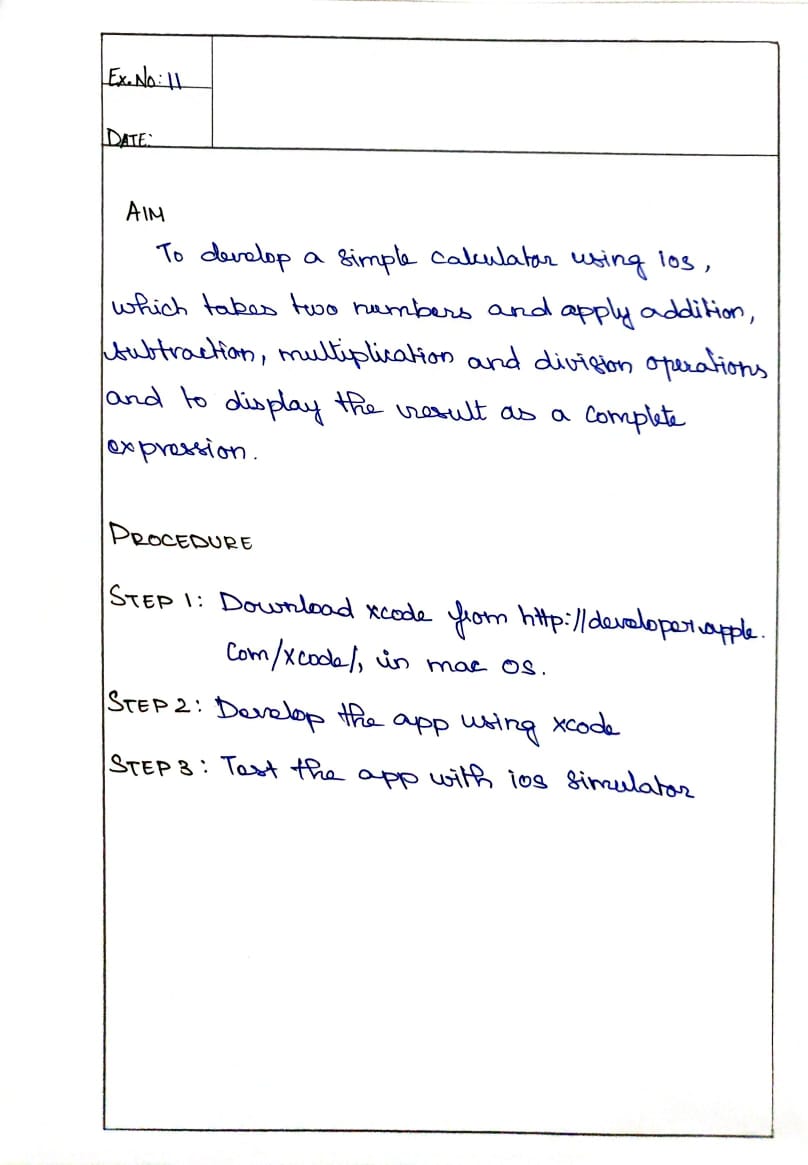 Ex.No:11
DATE:
AIM
To develop a simple calculator using ios,
which takes two numbers and apply addition,
subtraction, multiplication and division operations
and to display the result as a complete
expression.
PROCEDURE
STEP 1: Download xcode from http://developer.apple.
com/xcode/, in mac OS.
STEP 2: Develop the app using xcode
STEP 3: Test the app with ios simulator